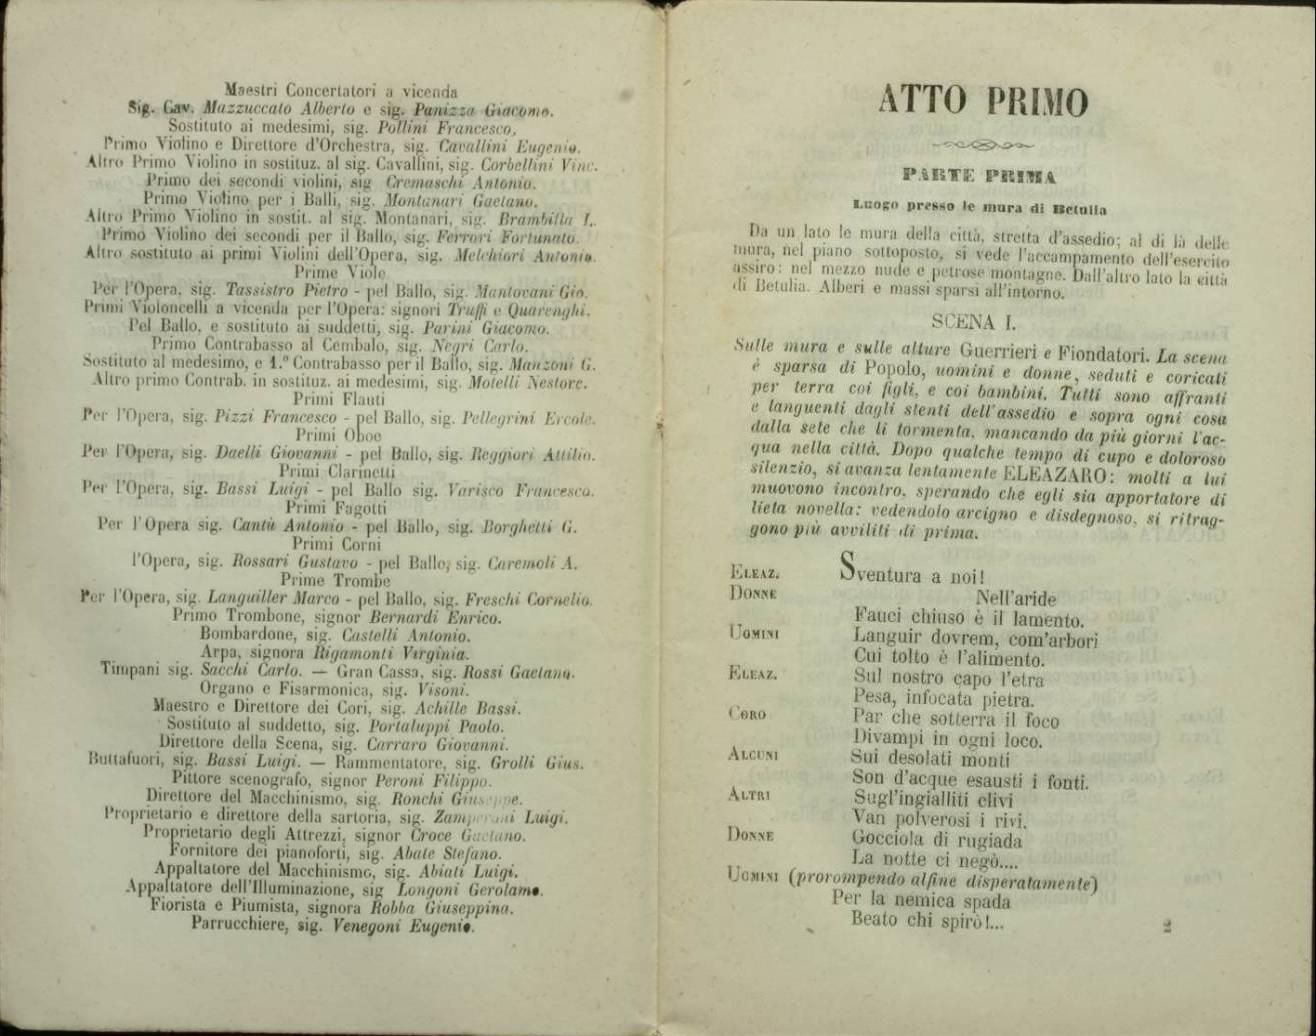 Maestri Concertatori a vicenda
Sig. Cav. Mazzuccato Alberto e sig. Panizza Giacomo.
Sostituto ai medesimi, sig. Pollini Francesco,
Primo Violino e Direttore d'Orchestra, sig. Cavallini Eugenio.
Altro Primo Violino in sostituz. al sig. Cavallini, sig. Corbellini Vinc.
Primo dei secondi violini, sig Cremaschi Antonio.
Primo Violino per i Balli, sig. Montanari Gaetano.
Altro Primo Violino in sostit. al sig. Montanari, sig. Brambilla L.
Primo Violino dei secondi per il Ballo, sig. Ferrori Fortunato.
Altro sostituto ai primi Violini dell'Opera, sig. Melchiori Antonio.
Prime Viole
Per l'Opera, sig. Tassistro Pietro - pel Ballo, sig. Mantovani Gio.
Primi Violoncelli a vicenda per l'Opera: signori Truffi e Quarenghi.
Pel Ballo, e sostituto ai suddetti, sig. Parini Giacomo.
Primo Contrabasso al Cembalo, sig. Negri Carlo.
Sostituto al medesimo, e 1.º Contrabasso per il Ballo, sig. Manzoni G.
Altro primo Contrab. in sostituz. ai medesimi, sig. Motelli Nestore.
Primi Flauti
Per l'Opera, sig. Pizzi Francesco - pel Ballo, sig. Pellegrini Ercole.
Primi Oboe
Per l'Opera, sig. Daelli Giovanni - pel Ballo, sig. Reggiori Attilio.
Primi Clarinetti
Per l'Opera, sig. Bassi Luigi - pel Ballo sig. Varisco Francesco.
Primi Fagotti
Per l'Opera sig. Cantù Antonio - pel Ballo, sig. Borghetti G.
Primi Corni
l'Opera, sig. Rossari Gustavo - pel Ballo, sig. Caremoli A.
Prime Trombe
Per l'Opera, sig. Languiller Marco - pel Ballo, sig. Freschi Cornelio.
Primo Trombone, signor Bernardi Enrico.
Bombardone, sig. Castelli Antonio.
Arpa, signora Rigamonti Virginia.
Timpani sig. Sacchi Carlo. — Gran Cassa, sig. Rossi Gaetano.
Organo e Fisarmonica, sig. Visoni.
Maestro e Direttore dei Cori, sig. Achille Bassi.
Sostituto al suddetto, sig. Portaluppi Paolo.
Direttore della Scena, sig. Carraro Giovanni.
Buttafuori, sig. Bassi Luigi. — Rammentatore, sig. Grolli Gius.
Pittore scenografo, signor Peroni Filippo.
Direttore del Macchinismo, sig. Ronchi Giuseppe.
Proprietario e direttore della sartoria, sig. Zamperoni Luigi.
Proprietario degli Attrezzi, signor Croce Gaetano.
Fornitore dei pianoforti, sig. Abate Stefano.
Appaltatore del Macchinismo, sig. Abiati Luigi.
Appaltatore dell'Illuminazione, sig Longoni Gerolamo.
Fiorista e Piumista, signora Robba Giuseppina.
Parrucchiere, sig. Venegoni Eugenio.
ATTO PRIMO
PARTE PRIMA
Luogo presso le mura di Betulia
Da un lato le mura della città, stretta d'assedio; al di là delle
mura, nel piano sottoposto, si vede l'accampamento dell'esercito
assiro: nel mezzo nude e petrose montagne. Dall'altro lato la città
di Betulia. Alberi e massi sparsi all'intorno.
SCENA I.
Sulle mura e sulle alture Guerrieri e Fiondatori. La scena
è sparsa di Popolo, uomini e donne, seduti e coricati
per terra coi figli, e coi bambini. Tutti sono affranti
e languenti dagli stenti dell'assedio e sopra ogni cosa
dalla sete che li tormenta, mancando da più giorni l'ac-
qua nella città. Dopo qualche tempo di cupo e doloroso
silenzio, si avanza lentamente ELEAZARO: molti a lui
muovono incontro, sperando che egli sia apportatore di
lieta novella: vedendolo arcigno e disdegnoso, si ritrag-
gono più avviliti di prima.
ELEAZ. Sventura a noi!
DONNE Nell'aride
Fauci chiuso è il lamento.
UOMINI Languir dovrem, com'arbori
Cui tolto è l'alimento.
ELEAZ. Sul nostro capo l'etra
Pesa, infocata pietra.
CORO Par che sotterra il foco
Divampi in ogni loco.
ALCUNI Sui desolati monti
Son d'acque esausti i fonti.
ALTRI Sugl'ingialliti clivi
Van polverosi i rivi.
DONNE Gocciola di rugiada
La notte ci negò....
UOMINI (prorompendo alfine disperatamente)
Per la nemica spada
Beato chi spirò!...
2